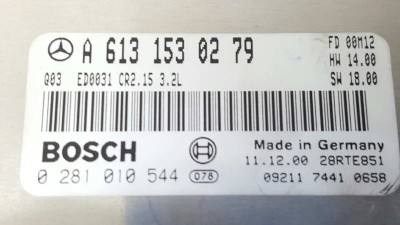 A 613 153 02 79
FD 00M12
HW 14.00
Q03 ED0031 CR2.15 3.2L
SW 18.00
BOSCH
Made in Germany
11.12.00 28RTE851
0 281 010 544 078
09211 7441 0658